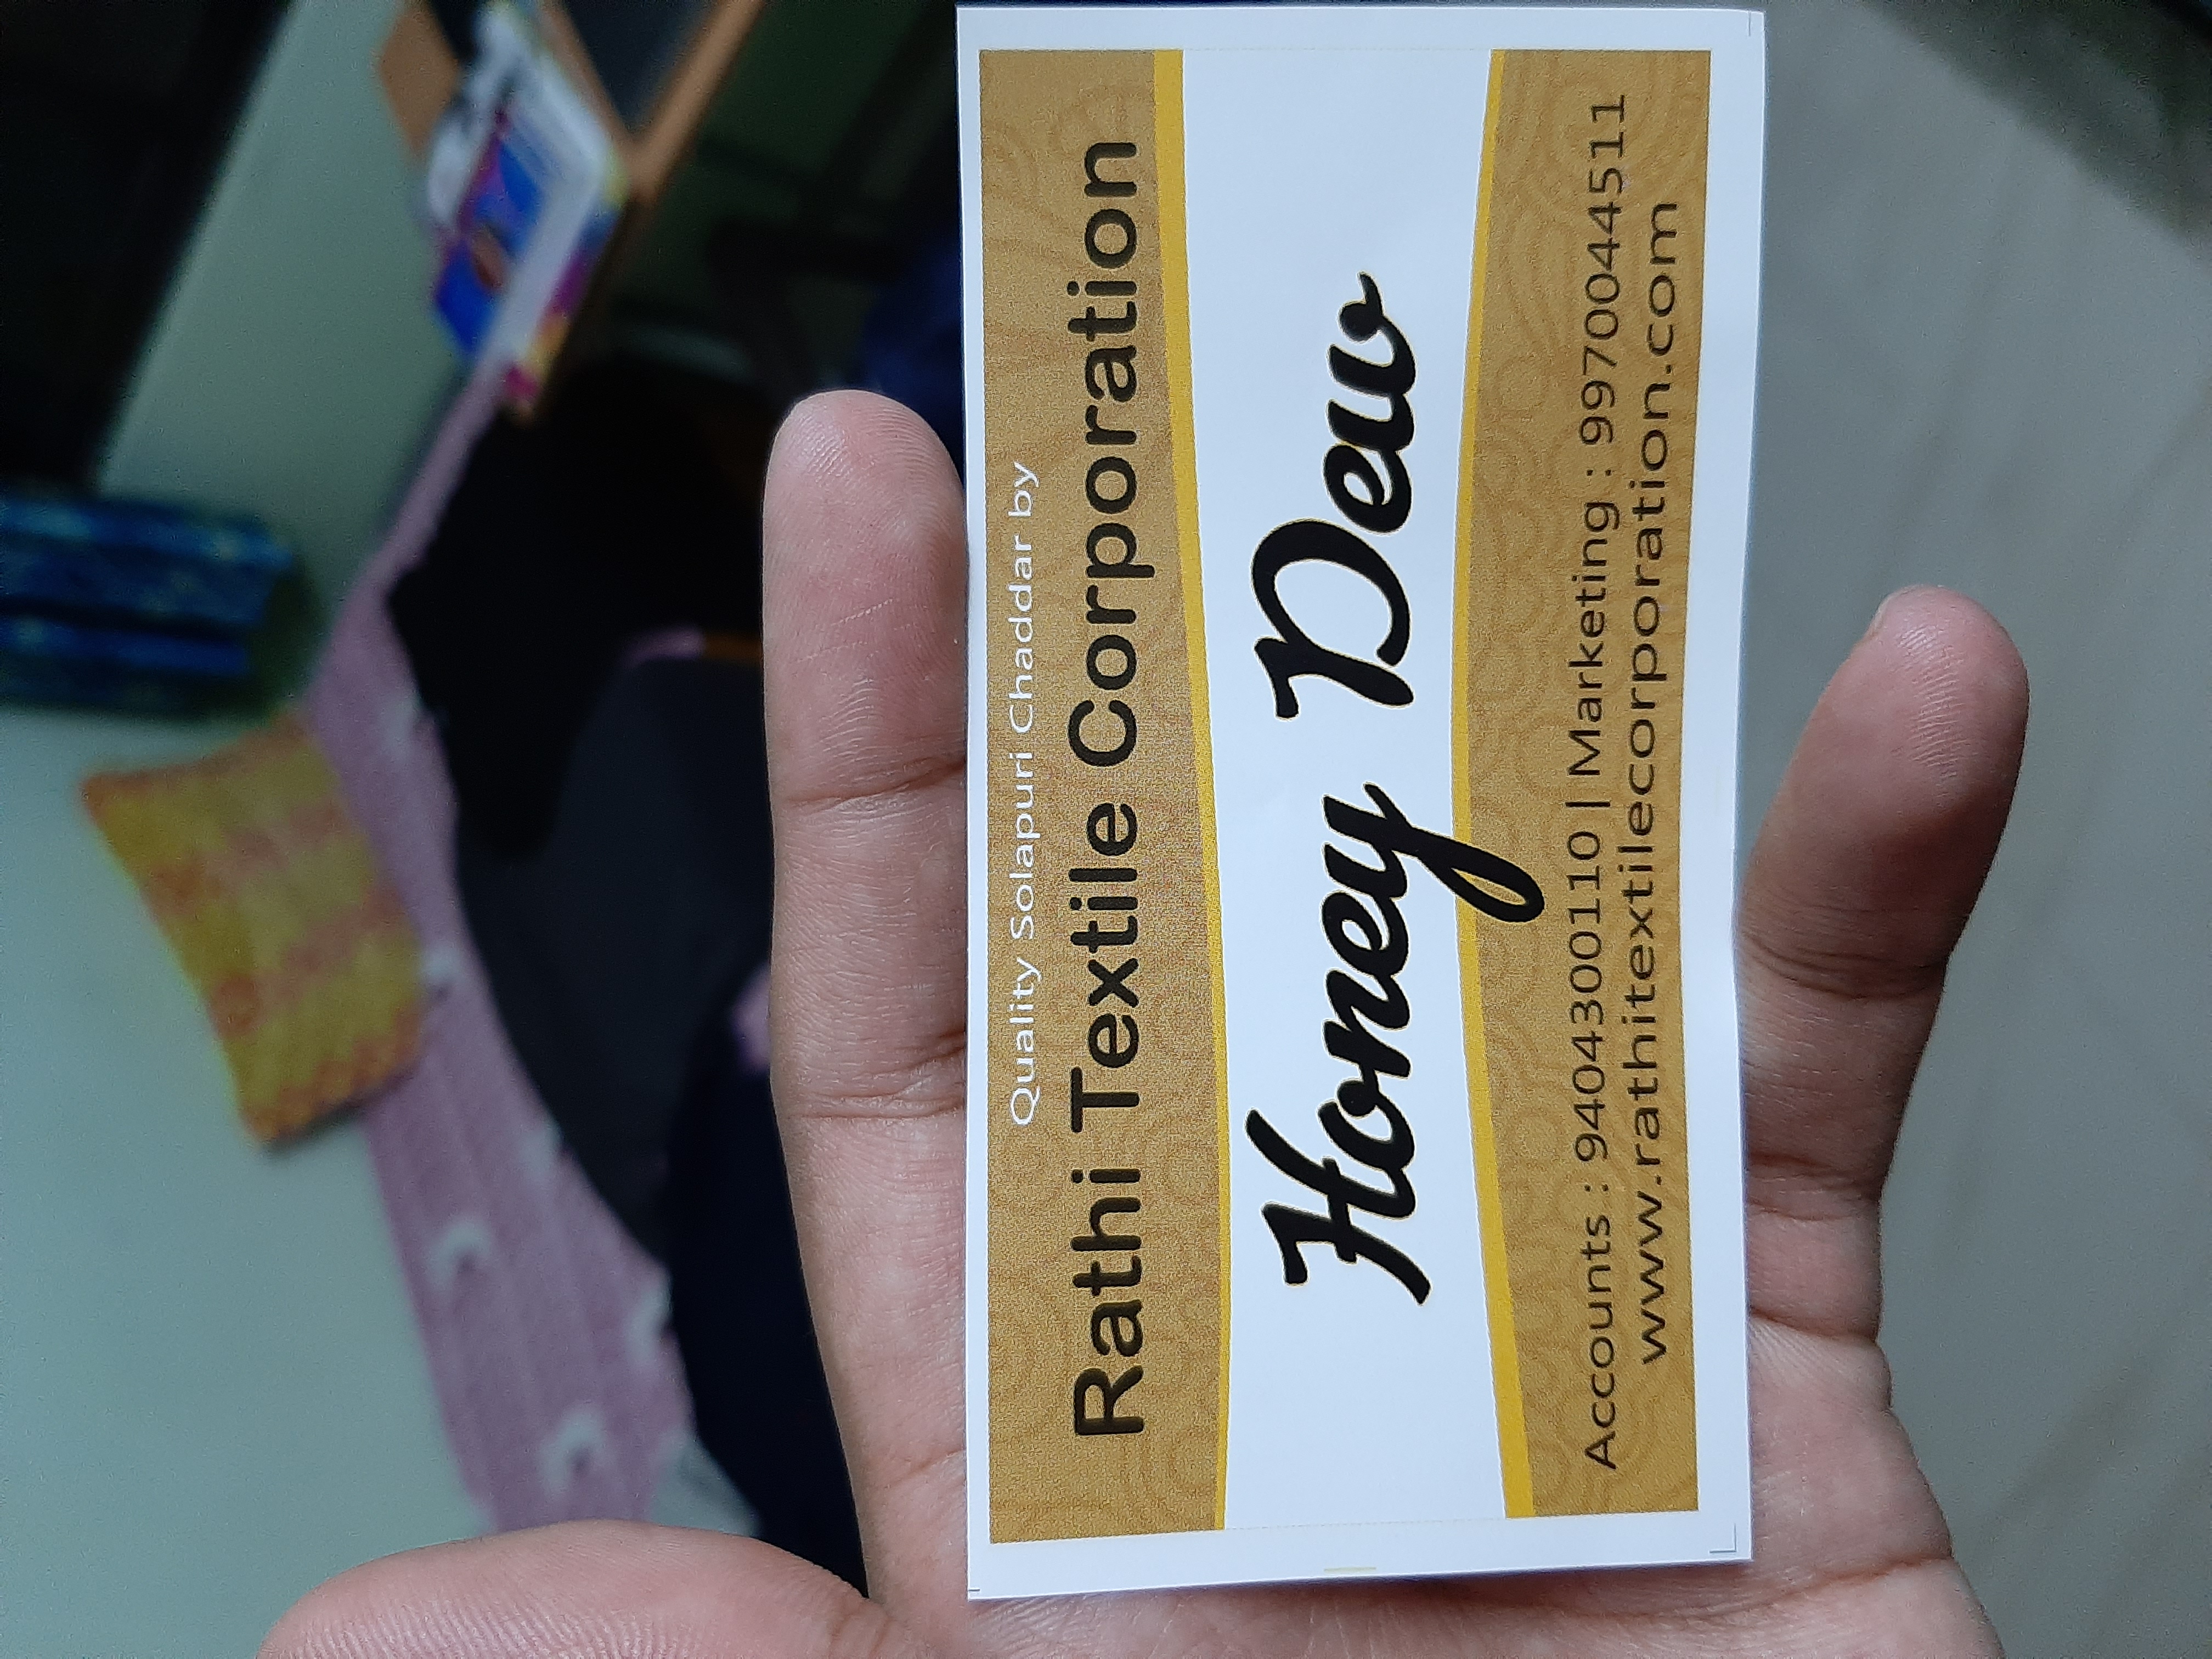 Quality Solapuri Chaddar by
Rathi Textile Corporation
Honey Dew
Accounts : 9404300110 | Marketing : 9970044511
www.rathitextilecorporation.com